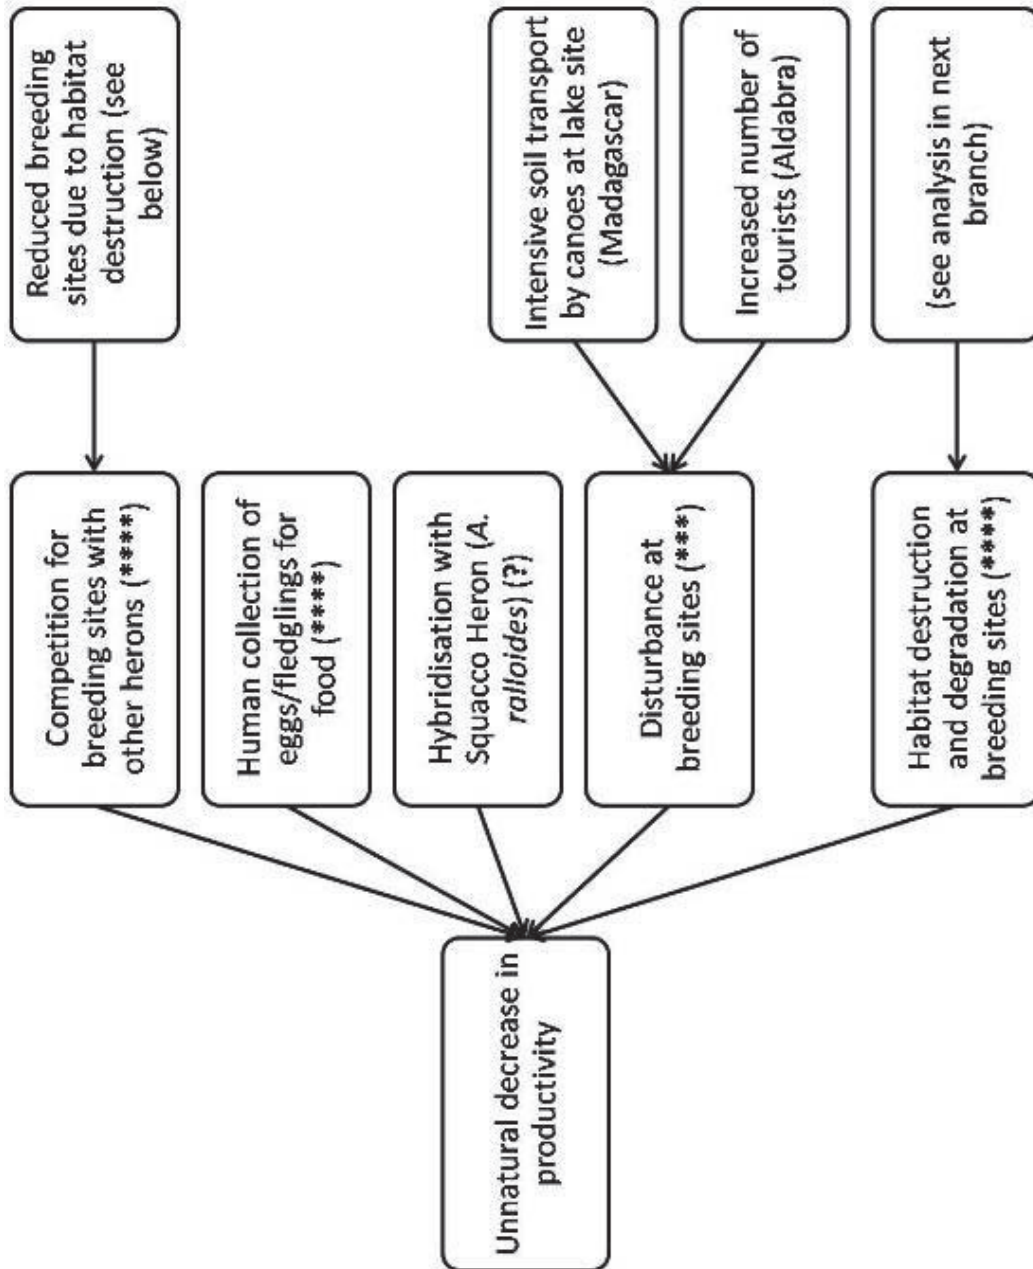 Unnatural decrease in
productivity
Competition for
breeding sites with
other herons (****)
Human collection of
eggs/fledglings for
food (****)
Hybridisation with
Squacco Heron (A.
ralloides) (?)
Disturbance at
breeding sites (***)
Habitat destruction
and degradation at
breeding sites (****)
Reduced breeding
sites due to habitat
destruction (see
below)
Intensive soil transport
by canoes at lake site
(Madagascar)
Increased number of
tourists (Aldabra)
(see analysis in next
branch)